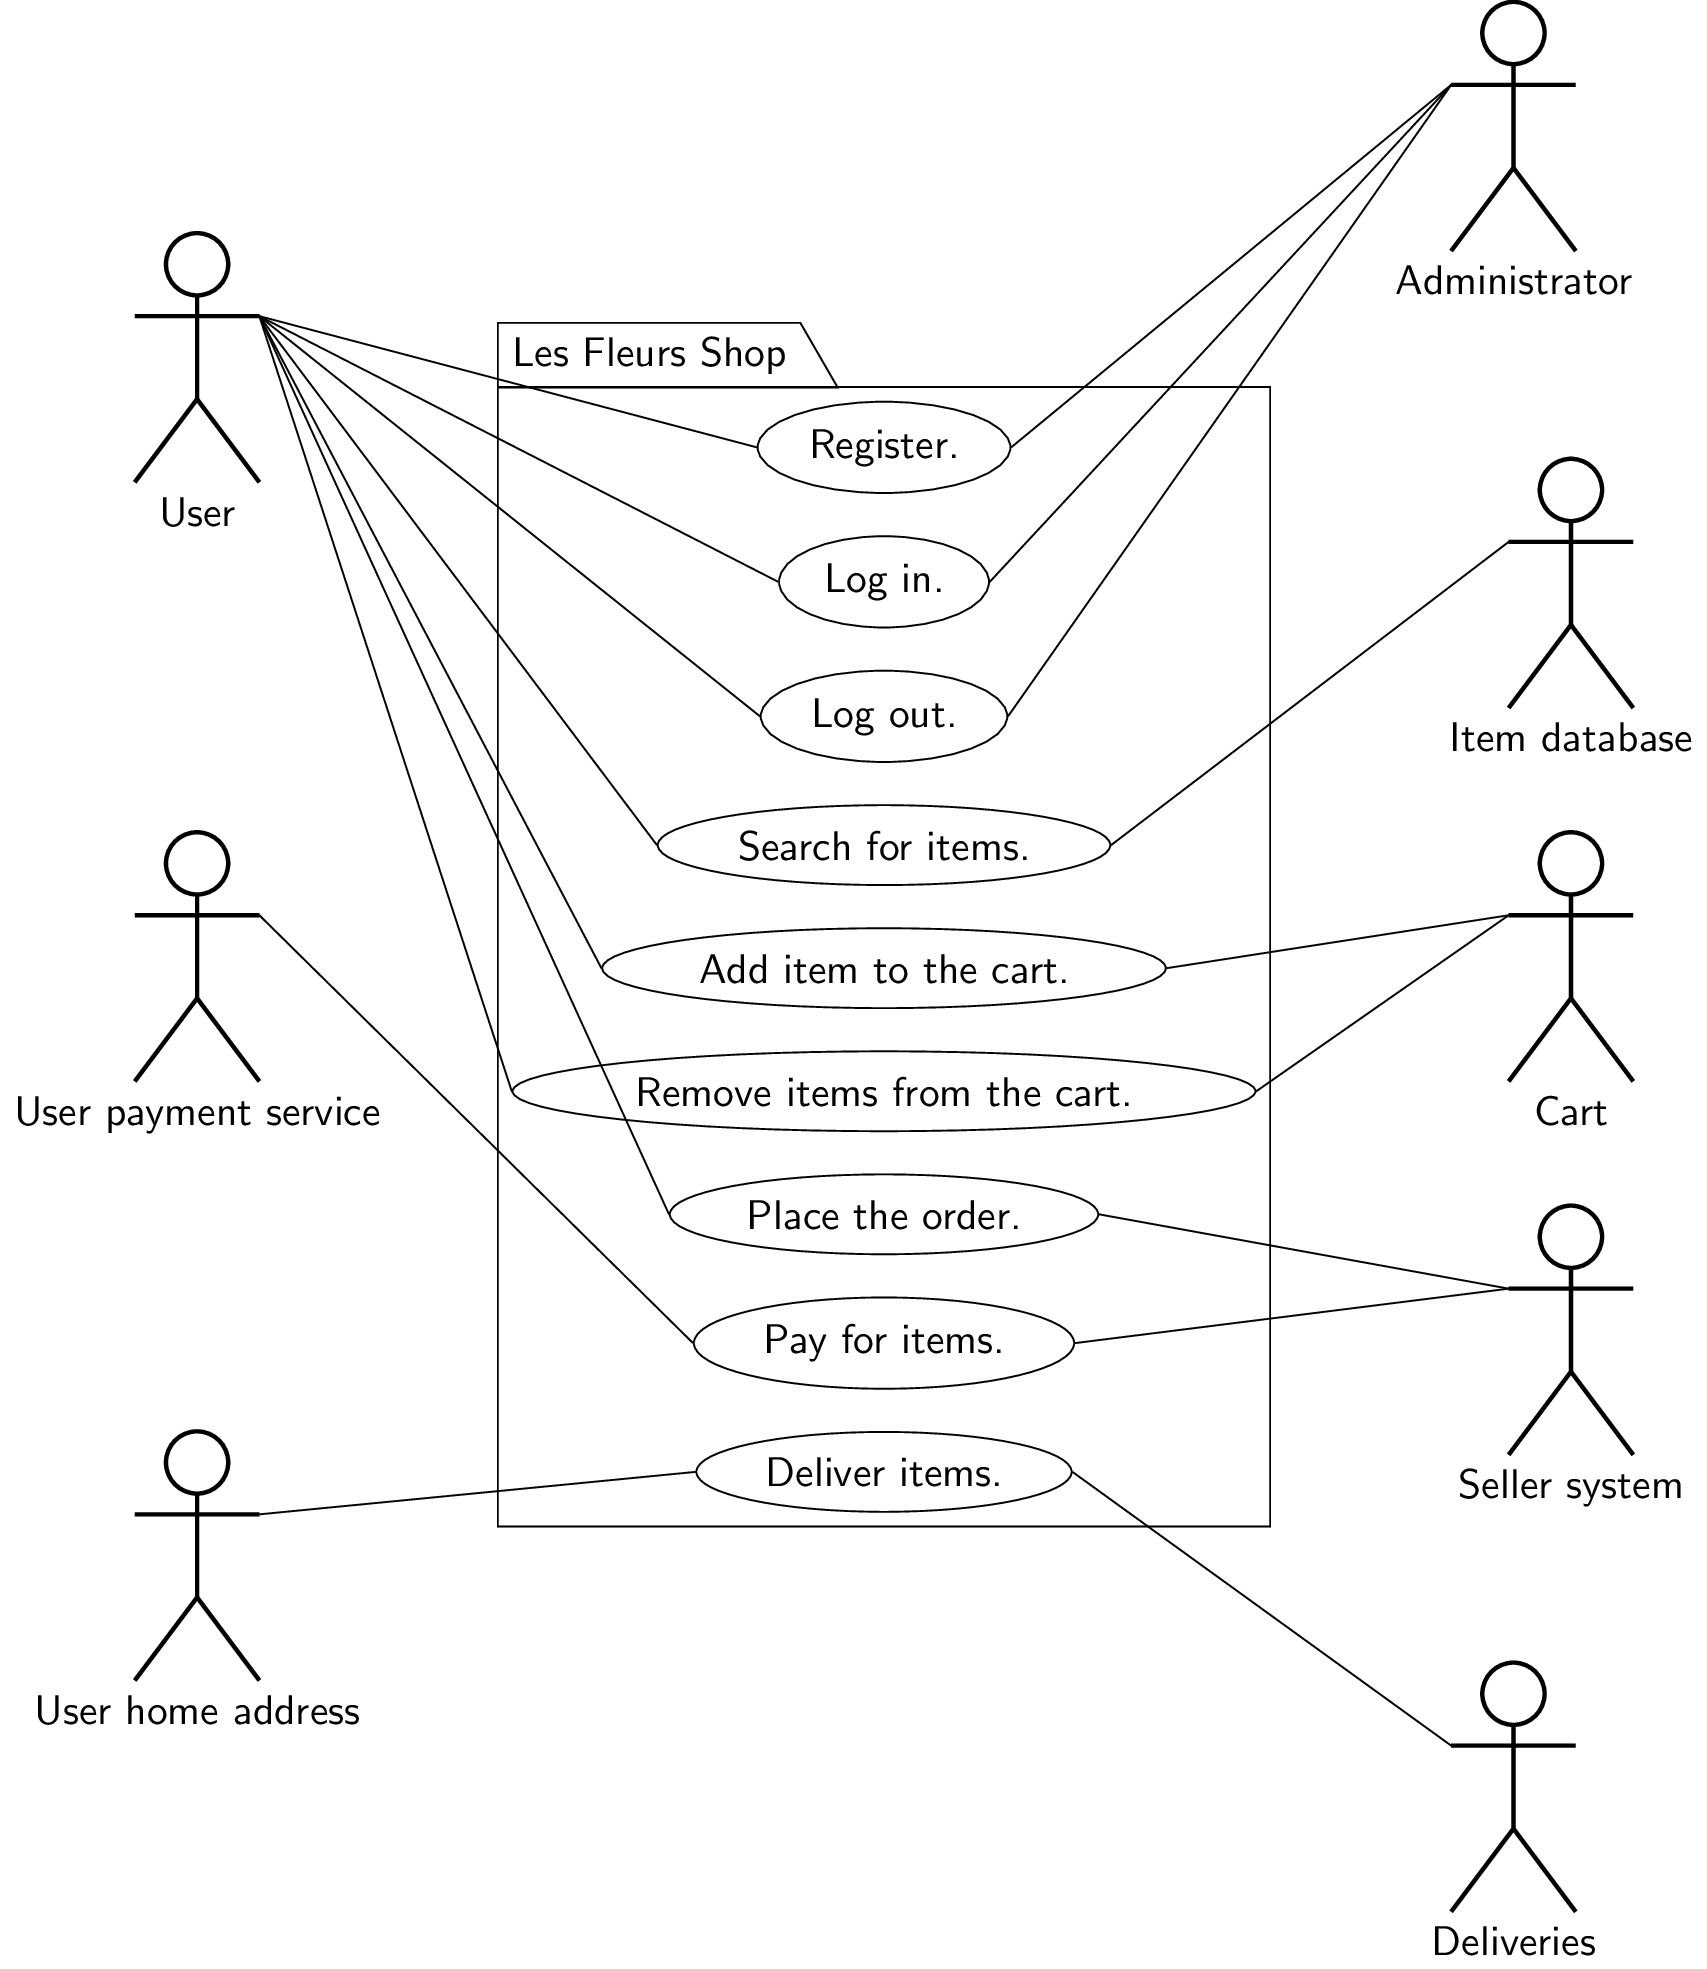 Administrator
Les Fleurs Shop
Register.
User
Log in.
Log out.
Item database
Search for items.
Add item to the cart.
Remove items from the cart.
User payment service
Cart
Place the order.
Pay for items.
Deliver items.
Seller system
User home address
Deliveries